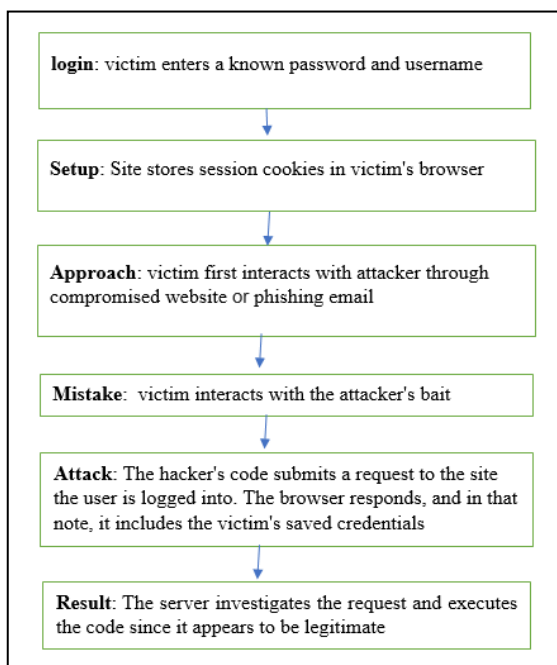 login: victim enters a known password and username
Setup: Site stores session cookies in victim's browser
Approach: victim first interacts with attacker through
compromised website or phishing email
Mistake:  victim interacts with the attacker's bait
Attack: The hacker's code submits a request to the site
the user is logged into. The browser responds, and in that
note, it includes the victim's saved credentials
Result: The server investigates the request and executes
the code since it appears to be legitimate